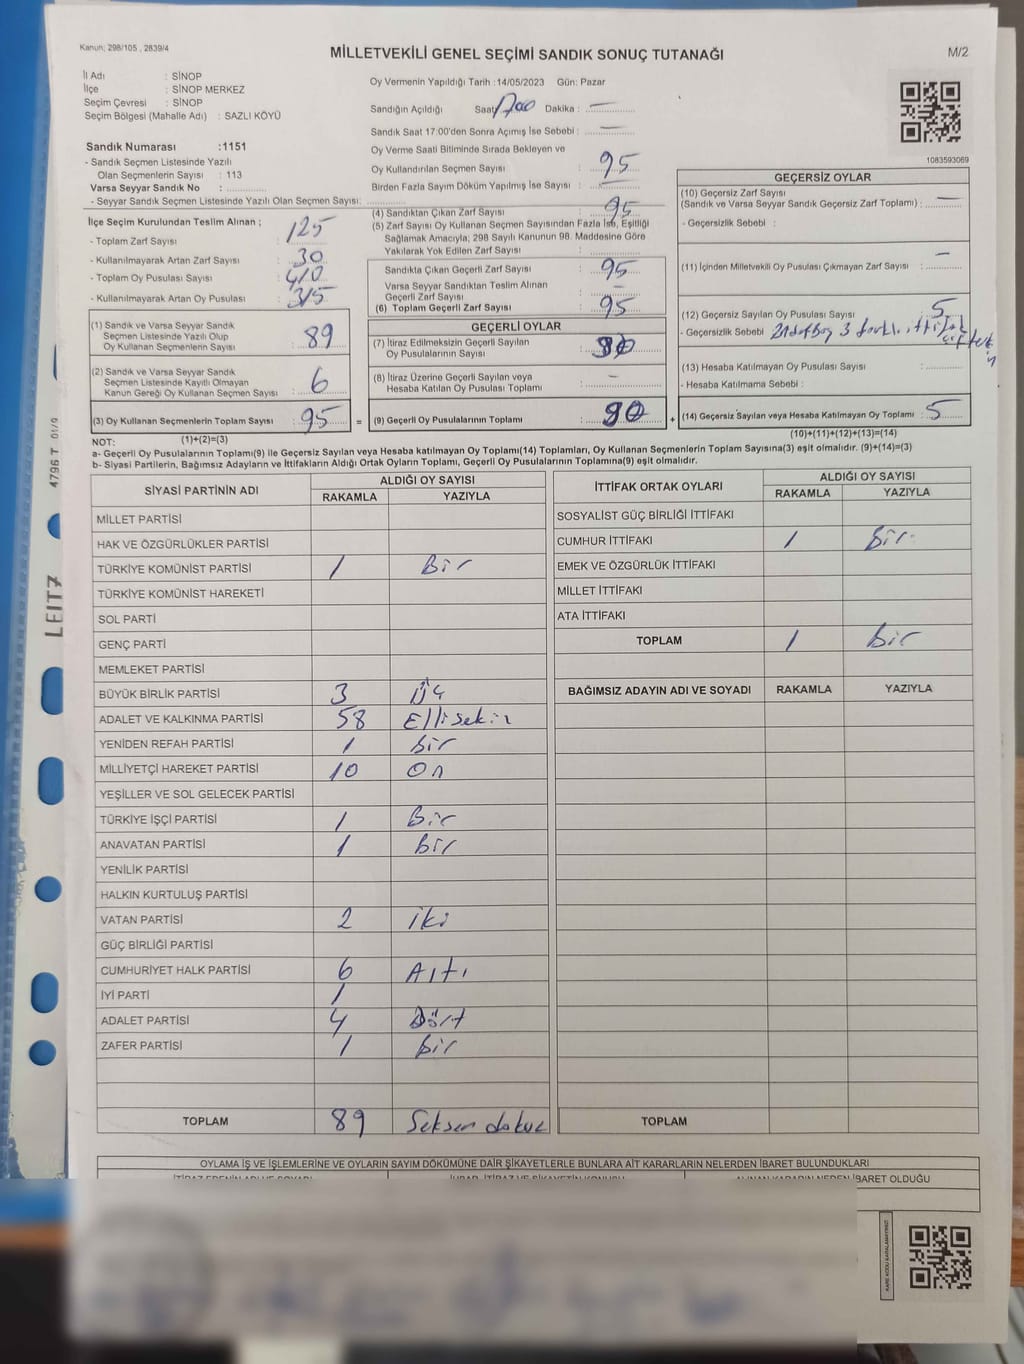 Kanun; 298/105 , 2839/4
MİLLETVEKİLİ GENEL SEÇİMİ SANDIK SONUÇ TUTANAĞI
M/2
İl Adı : SİNOP
İlçe : SİNOP MERKEZ
Seçim Çevresi : SİNOP
Seçim Bölgesi (Mahalle Adı) : SAZLI KÖYÜ
Sandık Numarası :1151
- Sandık Seçmen Listesinde Yazılı
Olan Seçmenlerin Sayısı : 113
Varsa Seyyar Sandık No :
- Seyyar Sandık Seçmen Listesinde Yazılı Olan Seçmen Sayısı:
Oy Vermenin Yapıldığı Tarih :14/05/2023 Gün: Pazar
Sandığın Açıldığı Saat 1700 Dakika : —
Sandık Saat 17:00'den Sonra Açımış İse Sebebi : —
Oy Verme Saati Bitiminde Sırada Bekleyen ve
Oy Kullandırılan Seçmen Sayısı : 95
Birden Fazla Sayım Döküm Yapılmış İse Sayısı : —
1083593069
İlçe Seçim Kurulundan Teslim Alınan ;
- Toplam Zarf Sayısı : 125
- Kullanılmayarak Artan Zarf Sayısı : 30
- Toplam Oy Pusulası Sayısı : 410
- Kullanılmayarak Artan Oy Pusulası : 315
(4) Sandıktan Çıkan Zarf Sayısı : 95
(5) Zarf Sayısı Oy Kullanan Seçmen Sayısından Fazla İse, Eşitliği
Sağlamak Amacıyla; 298 Sayılı Kanunun 98. Maddesine Göre
Yakılarak Yok Edilen Zarf Sayısı :
Sandıkta Çıkan Geçerli Zarf Sayısı : 95
Varsa Seyyar Sandıktan Teslim Alınan
Geçerli Zarf Sayısı : –
(6) Toplam Geçerli Zarf Sayısı : 95
GEÇERSİZ OYLAR
(10) Geçersiz Zarf Sayısı
(Sandık ve Varsa Seyyar Sandık Geçersiz Zarf Toplamı) : —
- Geçersizlik Sebebi :
(11) İçinden Milletvekili Oy Pusulası Çıkmayan Zarf Sayısı : —
(12) Geçersiz Sayılan Oy Pusulası Sayısı : 5
- Geçersizlik Sebebi : 3 farklı
(13) Hesaba Katılmayan Oy Pusulası Sayısı :
- Hesaba Katılmama Sebebi :
(14) Geçersiz Sayılan veya Hesaba Katılmayan Oy Toplamı : 5
(1) Sandık ve Varsa Seyyar Sandık
Seçmen Listesinde Yazılı Olup
Oy Kullanan Seçmenlerin Sayısı : 89
(2) Sandık ve Varsa Seyyar Sandık
Seçmen Listesinde Kayıtlı Olmayan
Kanun Gereği Oy Kullanan Seçmen Sayısı : 6
(3) Oy Kullanan Seçmenlerin Toplam Sayısı : 95 =
GEÇERLİ OYLAR
(7) İtiraz Edilmeksizin Geçerli Sayılan
Oy Pusulalarının Sayısı : 90
(8) İtiraz Üzerine Geçerli Sayılan veya
Hesaba Katılan Oy Pusulası Toplamı : –
(9) Geçerli Oy Pusulalarının Toplamı : 90 +
NOT: (1)+(2)=(3)
(10)+(11)+(12)+(13)=(14)
a- Geçerli Oy Pusulalarının Toplamı(9) ile Geçersiz Sayılan veya Hesaba katılmayan Oy Toplamı(14) Toplamları, Oy Kullanan Seçmenlerin Toplam Sayısına(3) eşit olmalıdır. (9)+(14)=(3)
b- Siyasi Partilerin, Bağımsız Adayların ve İttifakların Aldığı Ortak Oyların Toplamı, Geçerli Oy Pusulalarının Toplamına(9) eşit olmalıdır.
SİYASİ PARTİNİN ADI ALDIĞI OY SAYISI
RAKAMLA YAZIYLA
MİLLET PARTİSİ
HAK VE ÖZGÜRLÜKLER PARTİSİ
TÜRKİYE KOMÜNİST PARTİSİ 1 Bir
TÜRKİYE KOMÜNİST HAREKETİ
SOL PARTİ
GENÇ PARTİ
MEMLEKET PARTİSİ
BÜYÜK BİRLİK PARTİSİ 3 Üç
ADALET VE KALKINMA PARTİSİ 58 Ellisekiz
YENİDEN REFAH PARTİSİ 1 bir
MİLLİYETÇİ HAREKET PARTİSİ 10 On
YEŞİLLER VE SOL GELECEK PARTİSİ
TÜRKİYE İŞÇİ PARTİSİ 1 Bir
ANAVATAN PARTİSİ 1 bir
YENİLİK PARTİSİ
HALKIN KURTULUŞ PARTİSİ
VATAN PARTİSİ 2 iki
GÜÇ BİRLİĞİ PARTİSİ
CUMHURİYET HALK PARTİSİ 6 Altı
İYİ PARTİ 1
ADALET PARTİSİ 4 Dört
ZAFER PARTİSİ 1 bir
TOPLAM 89 Seksen dokuz
İTTİFAK ORTAK OYLARI ALDIĞI OY SAYISI
RAKAMLA YAZIYLA
SOSYALİST GÜÇ BİRLİĞİ İTTİFAKI
CUMHUR İTTİFAKI 1 Bir
EMEK VE ÖZGÜRLÜK İTTİFAKI
MİLLET İTTİFAKI
ATA İTTİFAKI
TOPLAM 1 bir
BAĞIMSIZ ADAYIN ADI VE SOYADI RAKAMLA YAZIYLA
TOPLAM
OYLAMA İŞ VE İŞLEMLERİNE VE OYLARIN SAYIM DÖKÜMÜNE DAİR ŞİKAYETLERLE BUNLARA AİT KARARLARIN NELERDEN İBARET BULUNDUKLARI
İBARET OLDUĞU
KARE KODU KARALAMAYINIZ!
4796 T 01/9
LEITZ